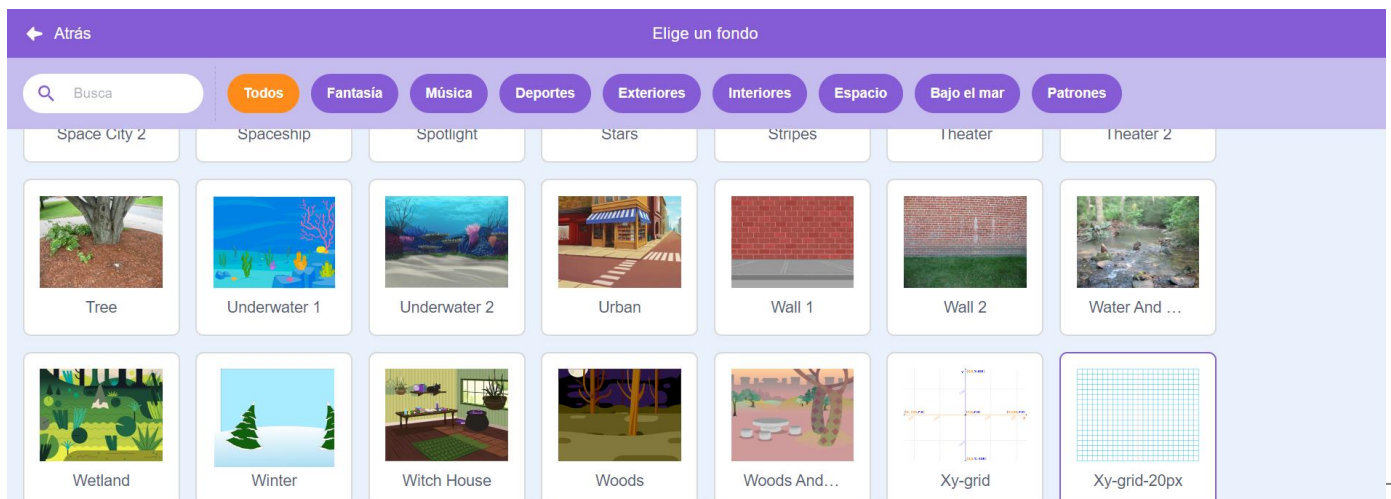 Atrás
Elige un fondo
Busca
Todos
Fantasía
Música
Deportes
Exteriores
Interiores
Espacio
Bajo el mar
Patrones
Space City 2
Spaceship
Spotlight
Stars
Stripes
Theater
Theater 2
Tree
Underwater 1
Underwater 2
Urban
Wall 1
Wall 2
Water And ...
Wetland
Winter
Witch House
Woods
Woods And...
Xy-grid
Xy-grid-20px